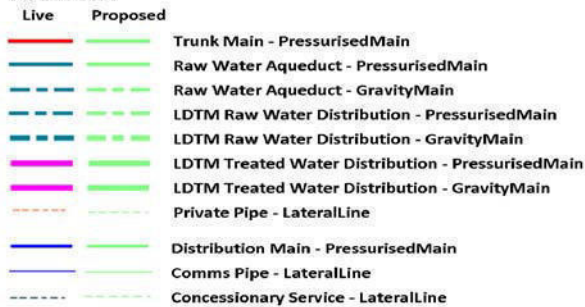 Live Proposed
Trunk Main - PressurisedMain
Raw Water Aqueduct - PressurisedMain
Raw Water Aqueduct - GravityMain
LDTM Raw Water Distribution - PressurisedMain
LDTM Raw Water Distribution - GravityMain
LDTM Treated Water Distribution - PressurisedMain
LDTM Treated Water Distribution - GravityMain
Private Pipe - LateralLine
Distribution Main - PressurisedMain
Comms Pipe - LateralLine
Concessionary Service - LateralLine